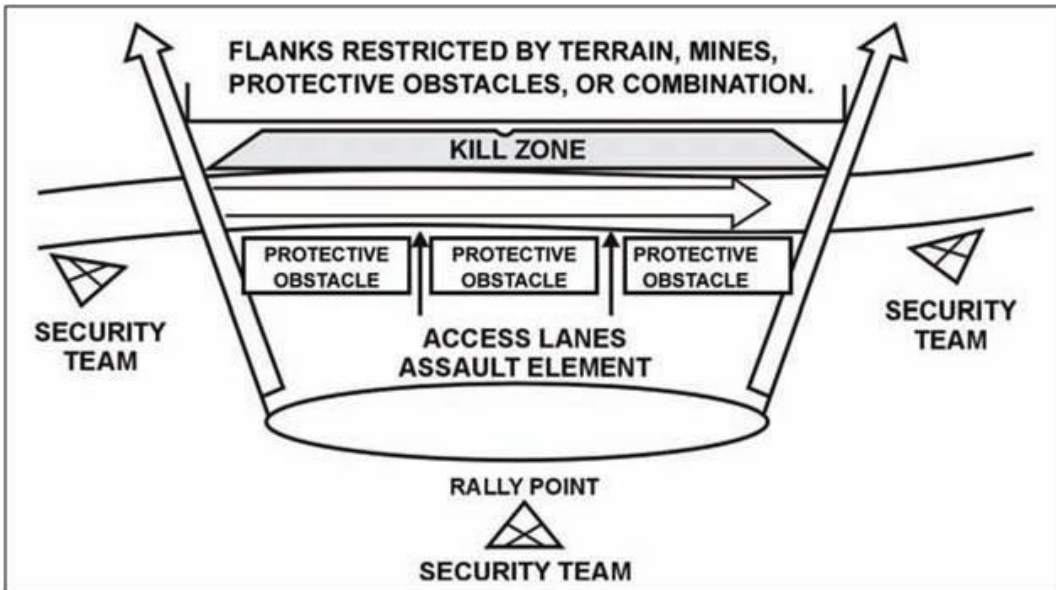 FLANKS RESTRICTED BY TERRAIN, MINES,
PROTECTIVE OBSTACLES, OR COMBINATION.
KILL ZONE
PROTECTIVE
OBSTACLE
PROTECTIVE
OBSTACLE
PROTECTIVE
OBSTACLE
SECURITY
TEAM
ACCESS LANES
ASSAULT ELEMENT
SECURITY
TEAM
RALLY POINT
SECURITY TEAM